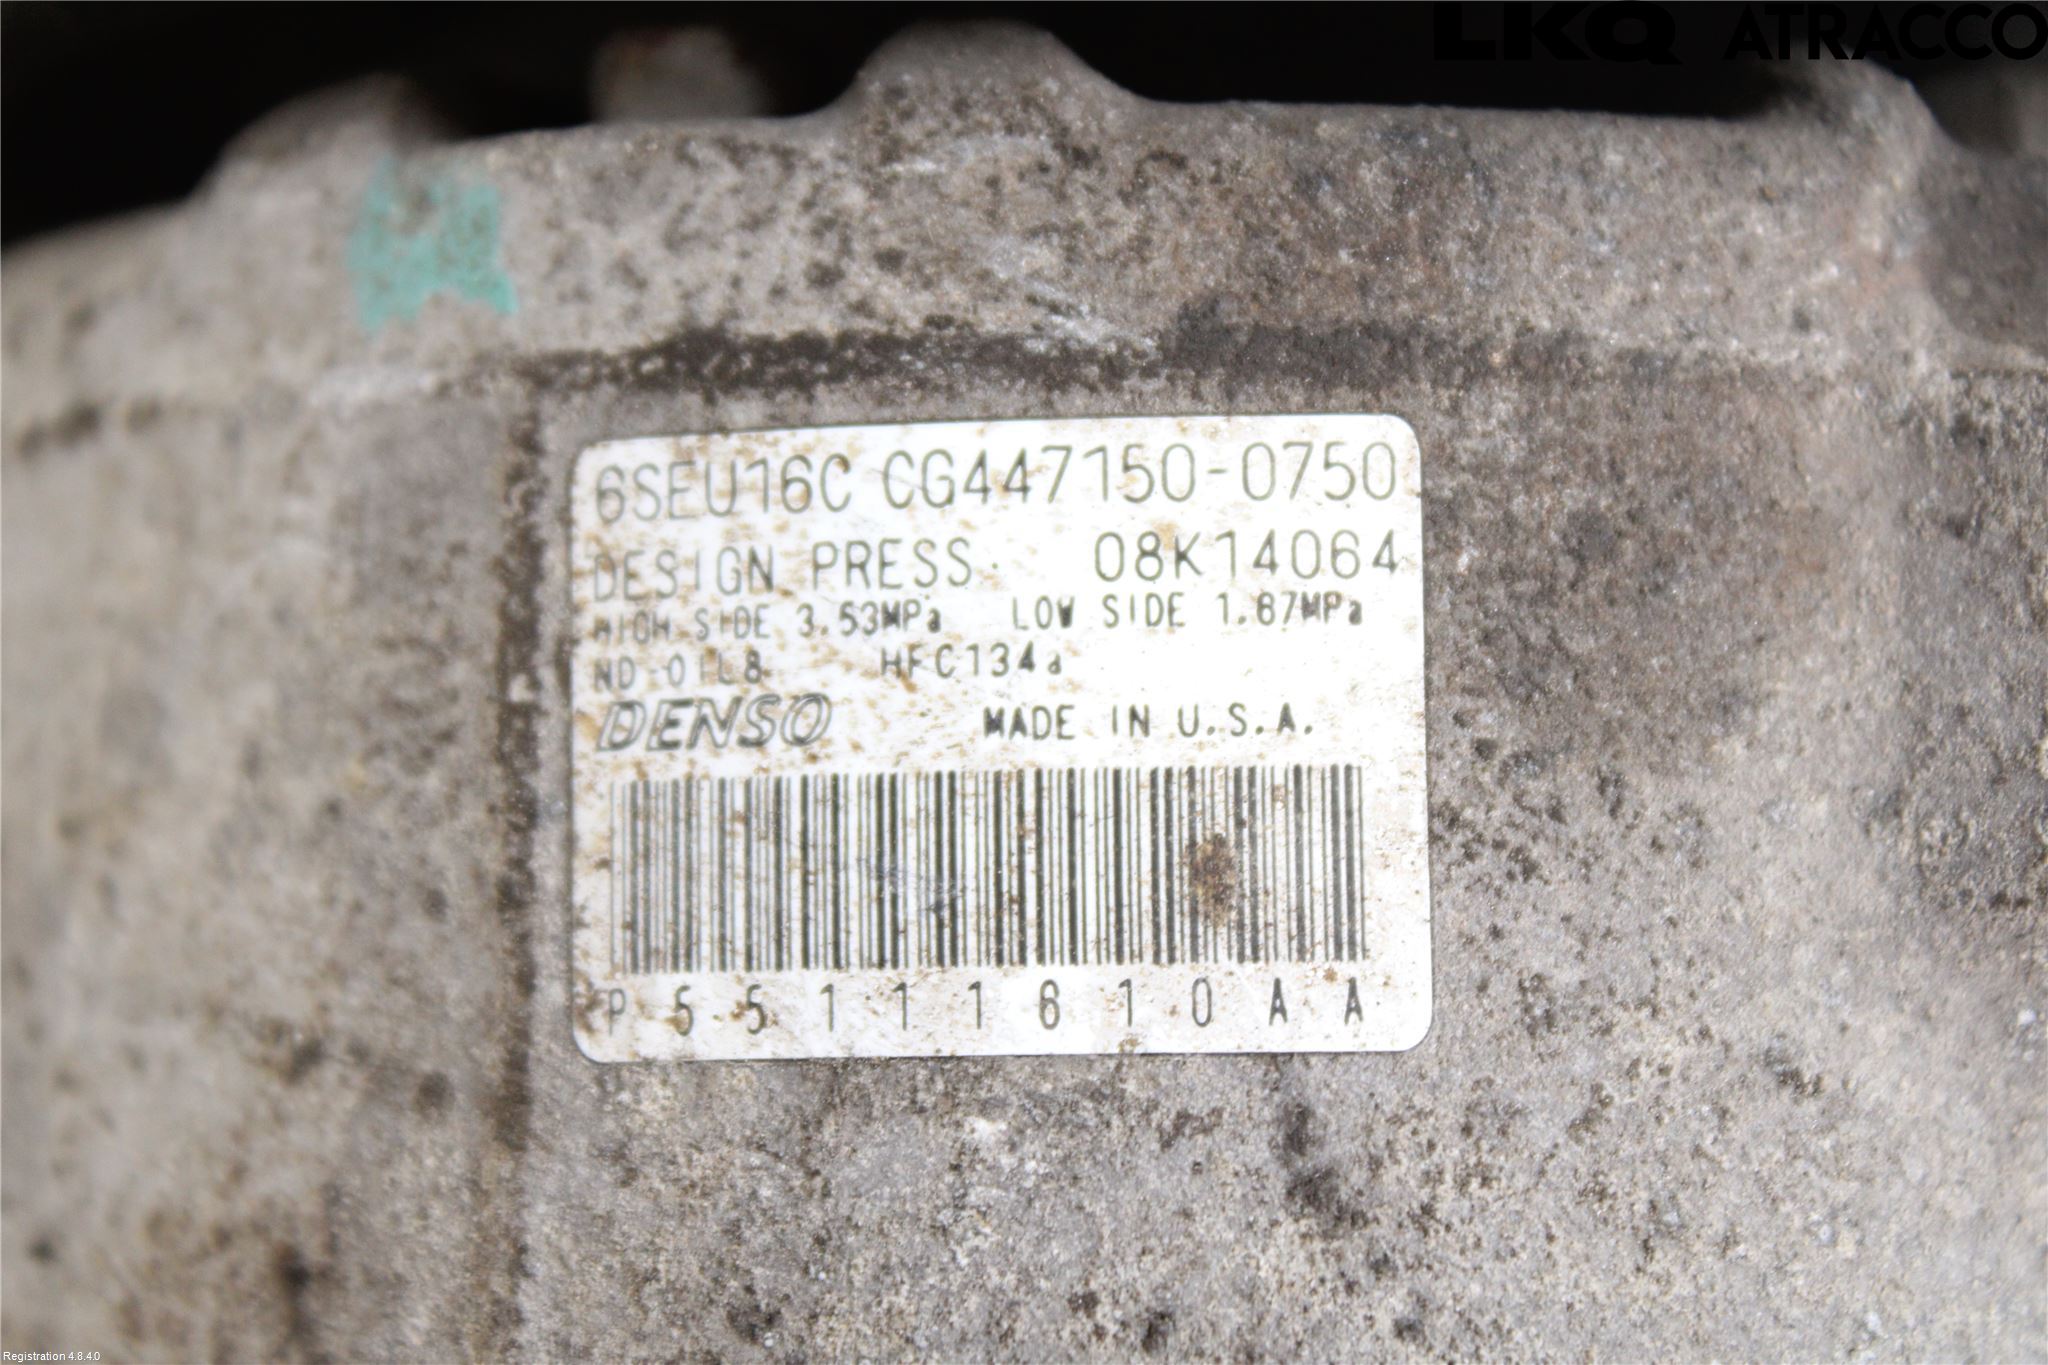 LKQ ATRACCO
6SEU16C CG447150-0750
DESIGN PRESS. 08K14064
HIGH SIDE 3.53MPa LOW SIDE 1.67MPa
ND-OIL8 HFC134a
DENSO MADE IN U.S.A.
P55111610AA
Registration 4.8.4.0